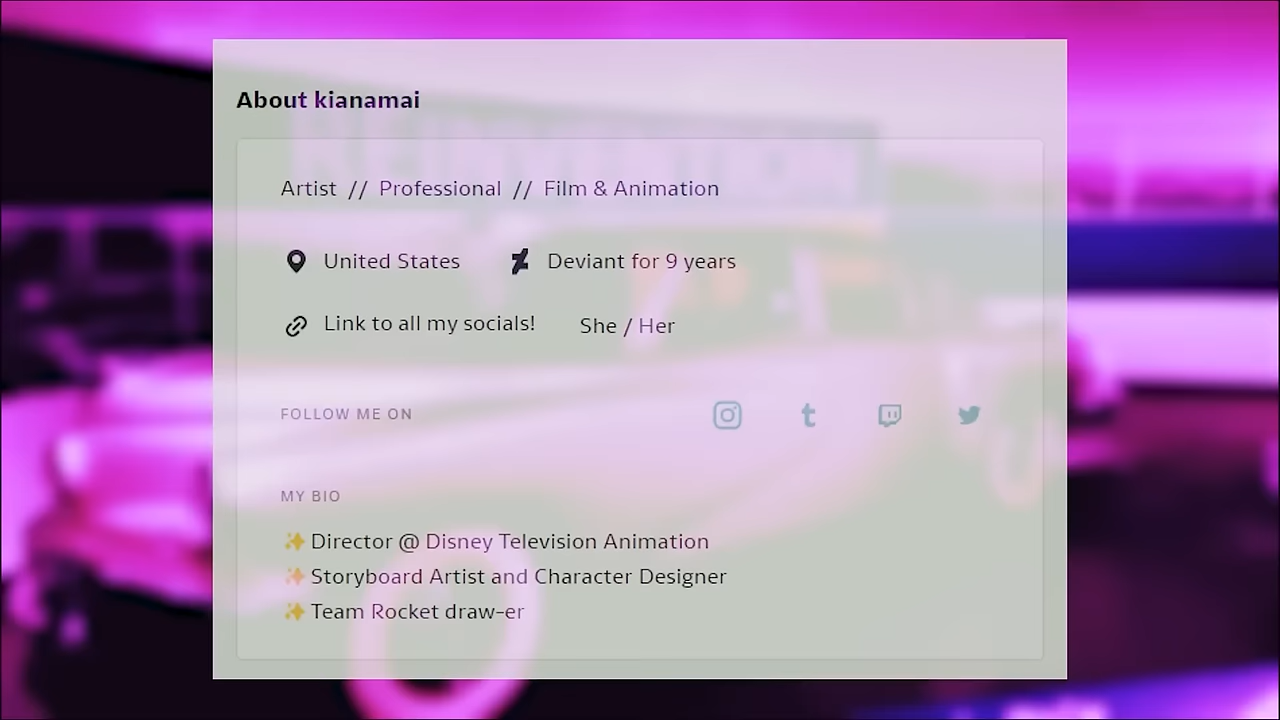 About kianamai
REINVENTION
Artist // Professional // Film & Animation
United States Deviant for 9 years
Link to all my socials! She / Her
FOLLOW ME ON
MY BIO
✨Director @ Disney Television Animation
✨Storyboard Artist and Character Designer
✨Team Rocket draw-er